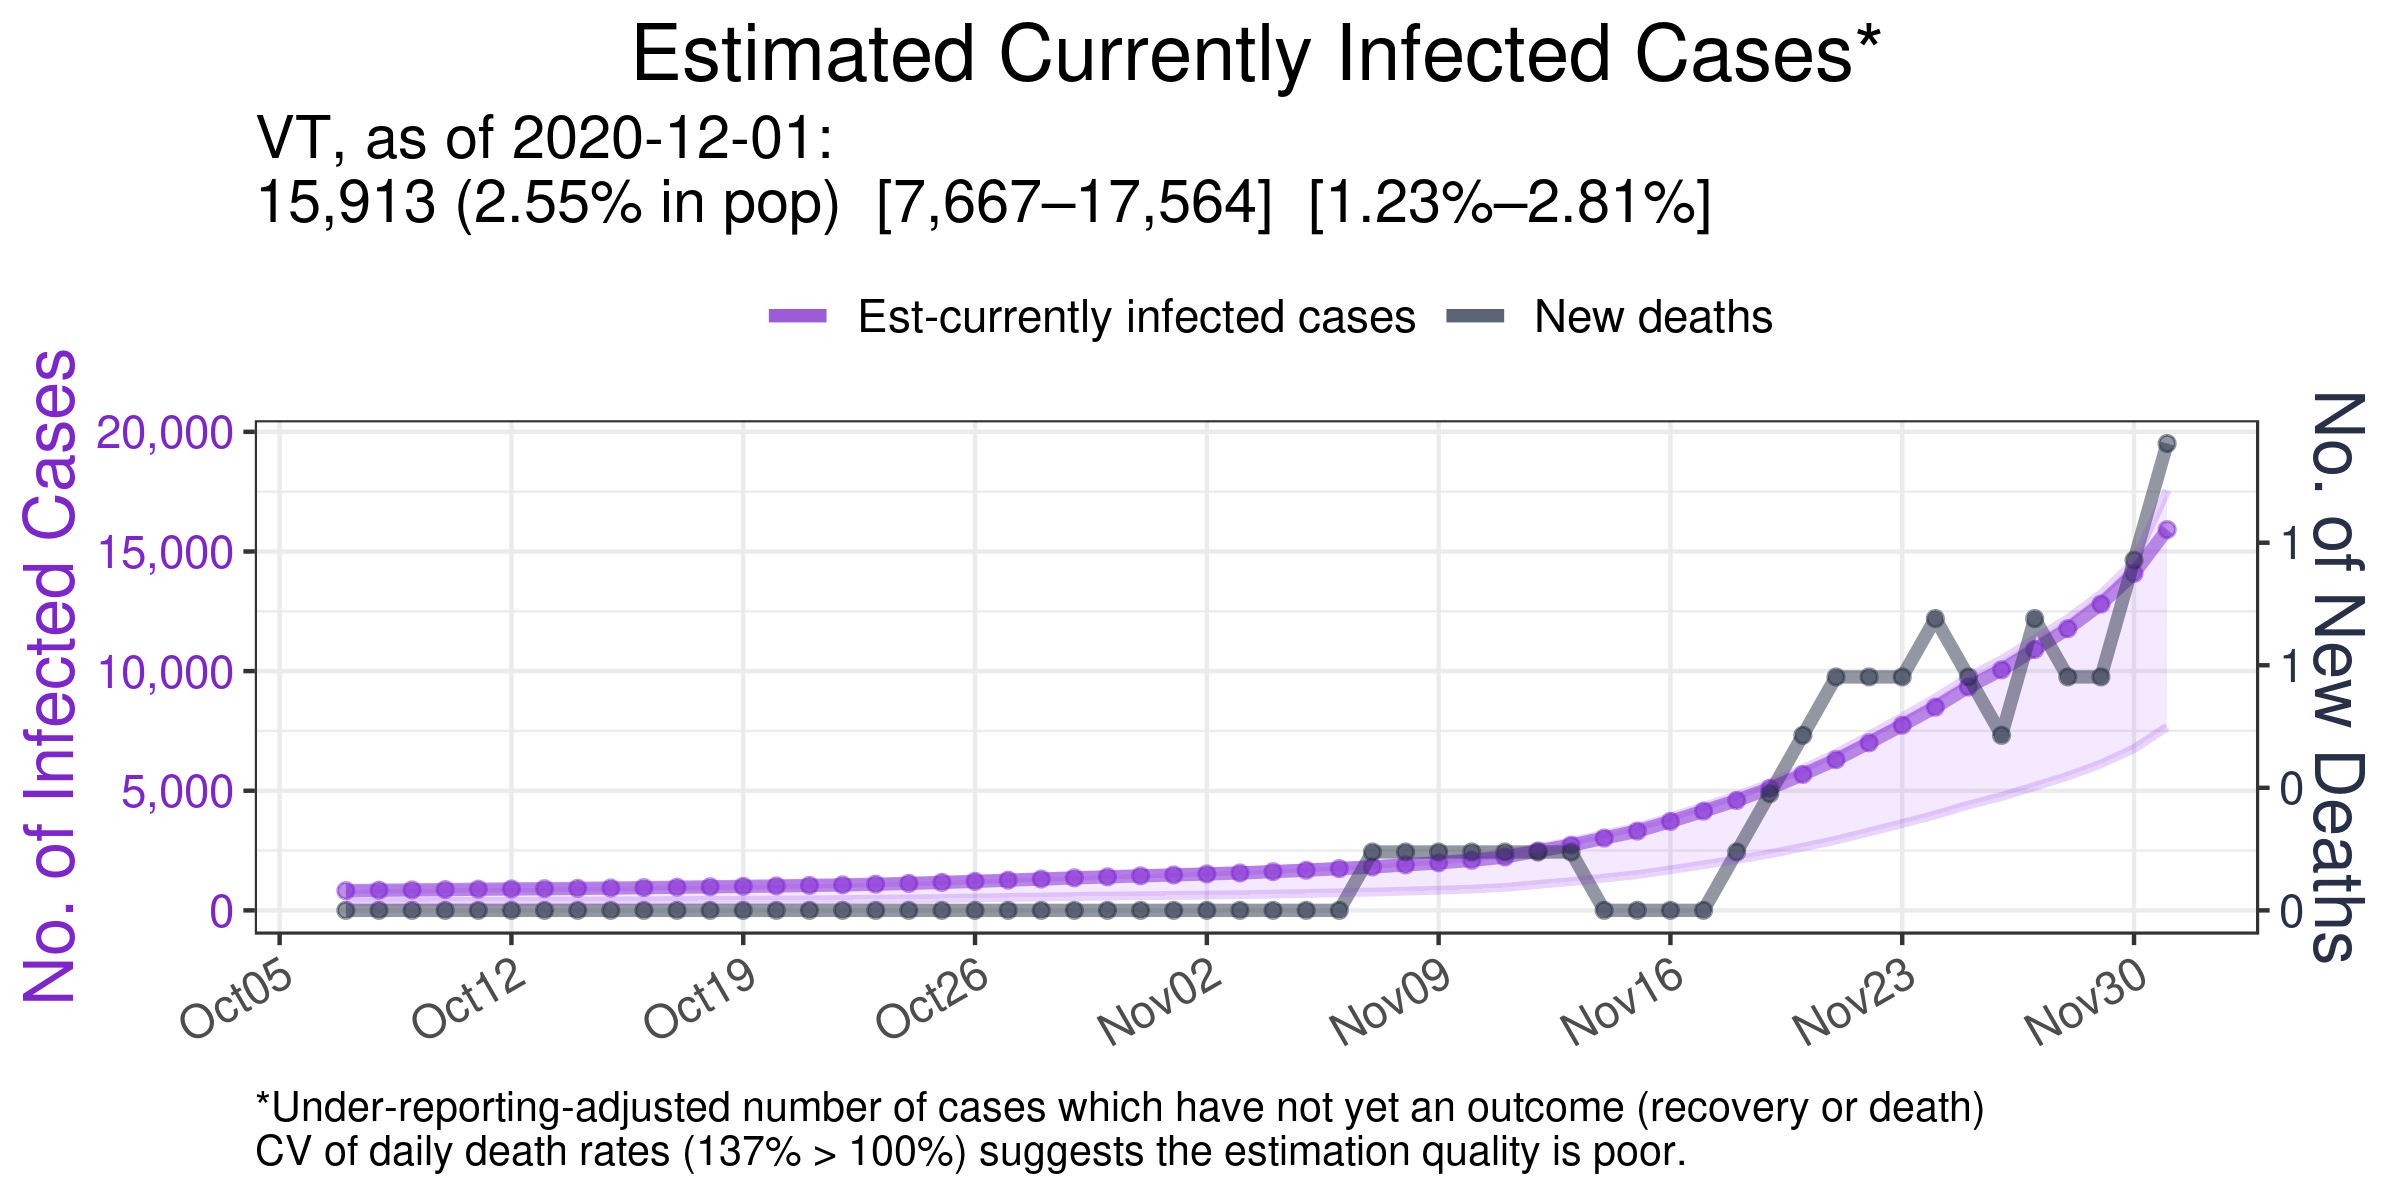 Estimated Currently Infected Cases*
VT, as of 2020-12-01:
15,913 (2.55% in pop) [7,667–17,564] [1.23%–2.81%]
Est-currently infected cases
New deaths
No. of Infected Cases
20,000
15,000
10,000
5,000
0
No. of New Deaths
1
1
0
0
Oct05
Oct12
Oct19
Oct26
Nov02
Nov09
Nov16
Nov23
Nov30
*Under-reporting-adjusted number of cases which have not yet an outcome (recovery or death)
CV of daily death rates (137% > 100%) suggests the estimation quality is poor.